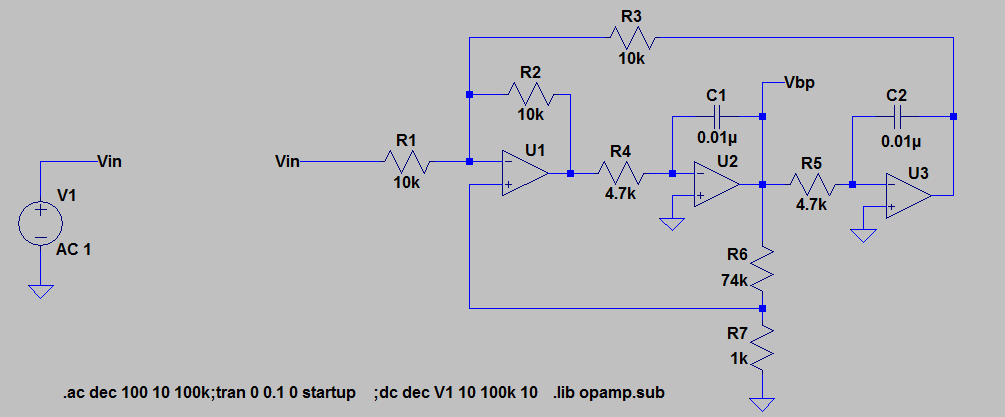 R3
10k
R2
10k
C1
0.01µ
Vbp
C2
0.01µ
Vin
Vin
R1
10k
U1
R4
4.7k
U2
R5
4.7k
U3
V1
AC 1
R6
74k
R7
1k
.ac dec 100 10 100k;tran 0 0.1 0 startup ;dc dec V1 10 100k 10 .lib opamp.sub